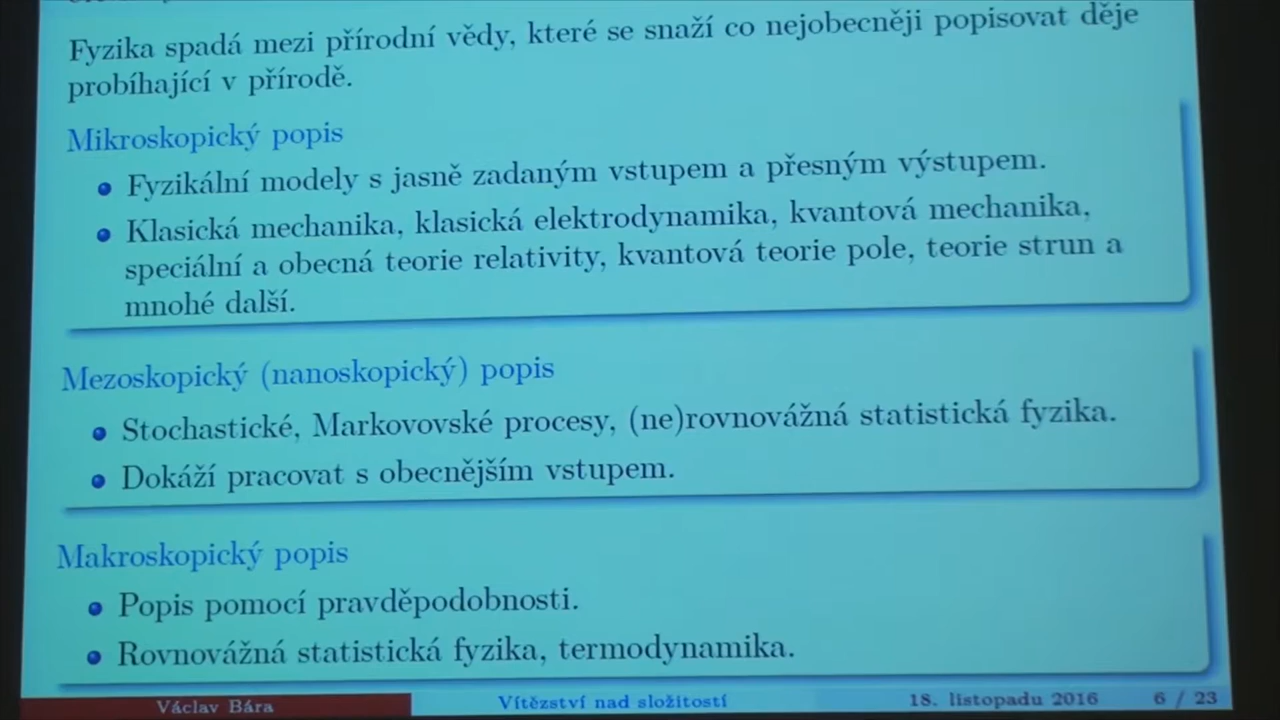 Fyzika spadá mezi přírodní vědy, které se snaží co nejobecněji popisovat děje
probíhající v přírodě.
Mikroskopický popis
Fyzikální modely s jasně zadaným vstupem a přesným výstupem.
Klasická mechanika, klasická elektrodynamika, kvantová mechanika,
speciální a obecná teorie relativity, kvantová teorie pole, teorie strun a
mnohé další.
Mezoskopický (nanoskopický) popis
Stochastické, Markovovské procesy, (ne)rovnovážná statistická fyzika.
Dokáží pracovat s obecnějším vstupem.
Makroskopický popis
Popis pomocí pravděpodobnosti.
Rovnovážná statistická fyzika, termodynamika.
Václav Bára
Vítězství nad složitostí
18. listopadu 2016
6 / 23